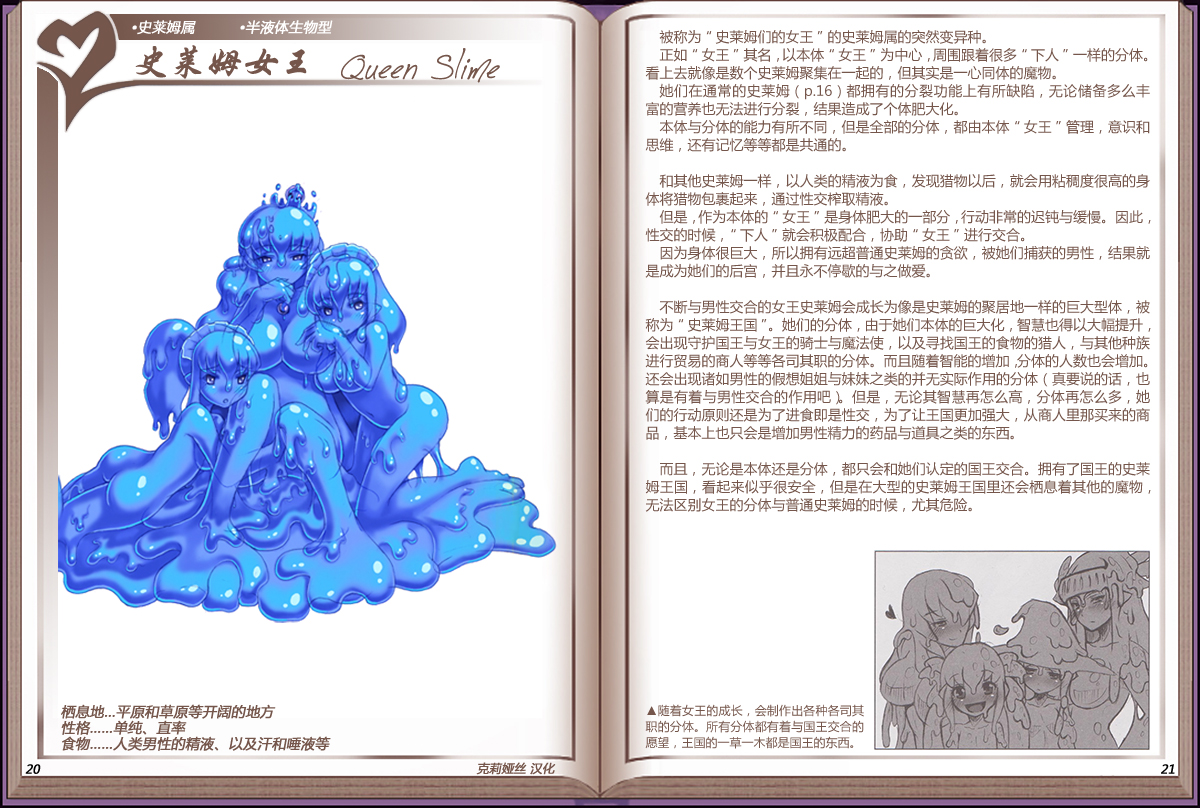 •史莱姆属 •半液体生物型
史莱姆女王 Queen Slime
栖息地...平原和草原等开阔的地方
性格......单纯、直率
食物......人类男性的精液、以及汗和唾液等
20
克莉娅丝 汉化
被称为“史莱姆们的女王”的史莱姆属的突然变异种。
正如“女王”其名，以本体“女王”为中心，周围跟着很多“下人”一样的分体。
看上去就像是数个史莱姆聚集在一起的，但其实是一心同体的魔物。
她们在通常的史莱姆（p.16）都拥有的分裂功能上有所缺陷，无论储备多么丰
富的营养也无法进行分裂，结果造成了个体肥大化。
本体与分体的能力有所不同，但是全部的分体，都由本体“女王”管理，意识和
思维，还有记忆等等都是共通的。
和其他史莱姆一样，以人类的精液为食，发现猎物以后，就会用粘稠度很高的身
体将猎物包裹起来，通过性交榨取精液。
但是，作为本体的“女王”是身体肥大的一部分，行动非常的迟钝与缓慢。因此，
性交的时候，“下人”就会积极配合，协助“女王”进行交合。
因为身体很巨大，所以拥有远超普通史莱姆的贪欲，被她们捕获的男性，结果就
是成为她们的后宫，并且永不停歇的与之做爱。
不断与男性交合的女王史莱姆会成长为像是史莱姆的聚居地一样的巨大型体，被
称为“史莱姆王国”。她们的分体，由于她们本体的巨大化，智慧也得以大幅提升，
会出现守护国王与女王的骑士与魔法使，以及寻找国王的食物的猎人，与其他种族
进行贸易的商人等等各司其职的分体。而且随着智能的增加，分体的人数也会增加。
还会出现诸如男性的假想姐姐与妹妹之类的并无实际作用的分体（真要说的话，也
算是有着与男性交合的作用吧）。但是，无论其智慧再怎么高，分体再怎么多，她
们的行动原则还是为了进食即是性交，为了让王国更加强大，从商人里那买来的商
品，基本上也只会是增加男性精力的药品与道具之类的东西。
而且，无论是本体还是分体，都只会和她们认定的国王交合。拥有了国王的史莱
姆王国，看起来似乎很安全，但是在大型的史莱姆王国里还会栖息着其他的魔物，
无法区别女王的分体与普通史莱姆的时候，尤其危险。
▲随着女王的成长，会制作出各种各司其
职的分体。所有分体都有着与国王交合的
愿望，王国的一草一木都是国王的东西。
21